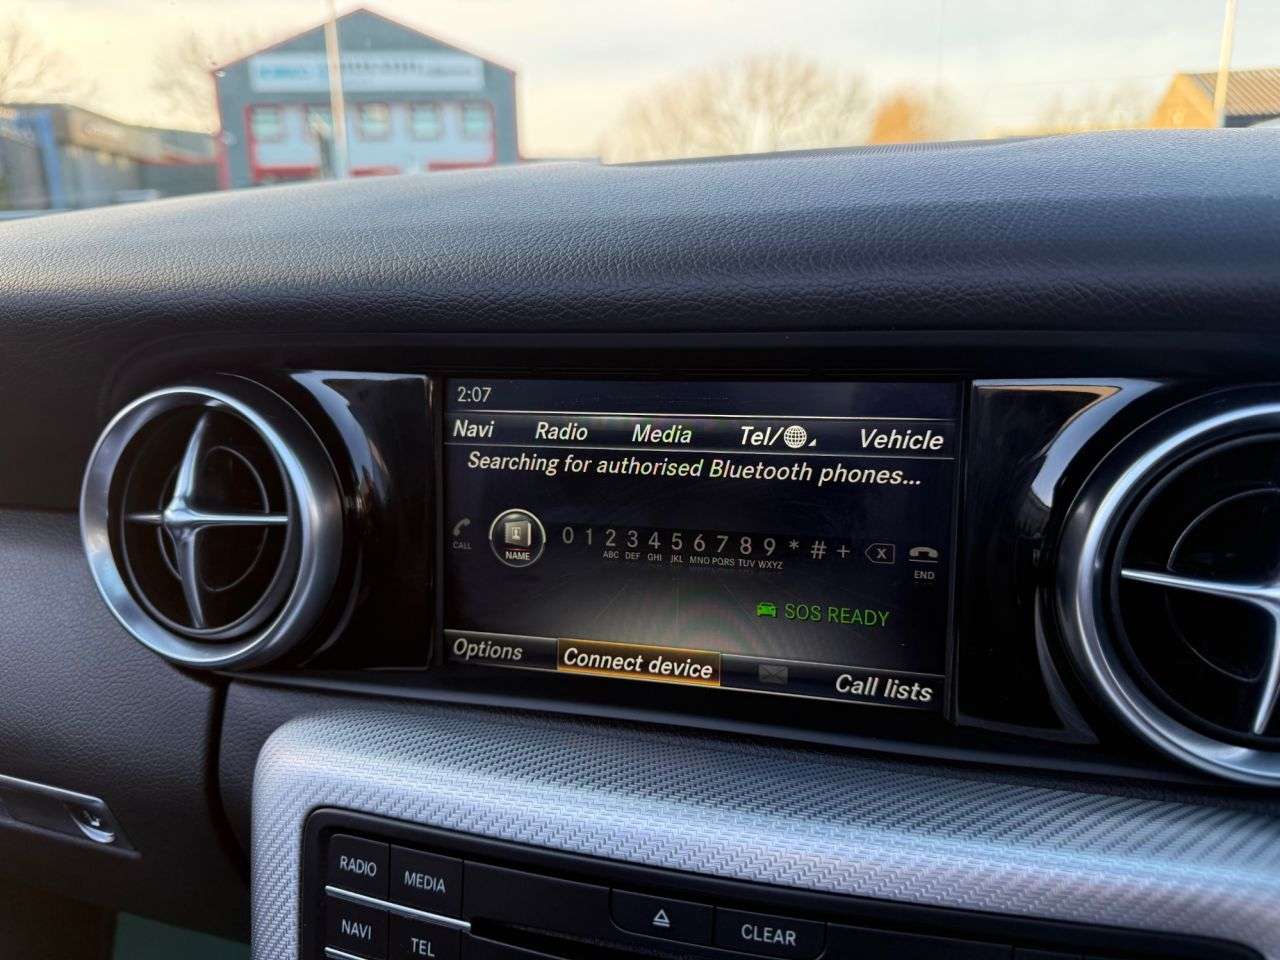 2:07
Navi Radio Media Tel/ Vehicle
Searching for authorised Bluetooth phones...
CALL NAME 0 1 2 3 4 5 6 7 8 9 * # + X END
ABC DEF GHI JKL MNO PQRS TUV WXYZ
SOS READY
Options Connect device Call lists
RADIO MEDIA
NAVI TEL CLEAR